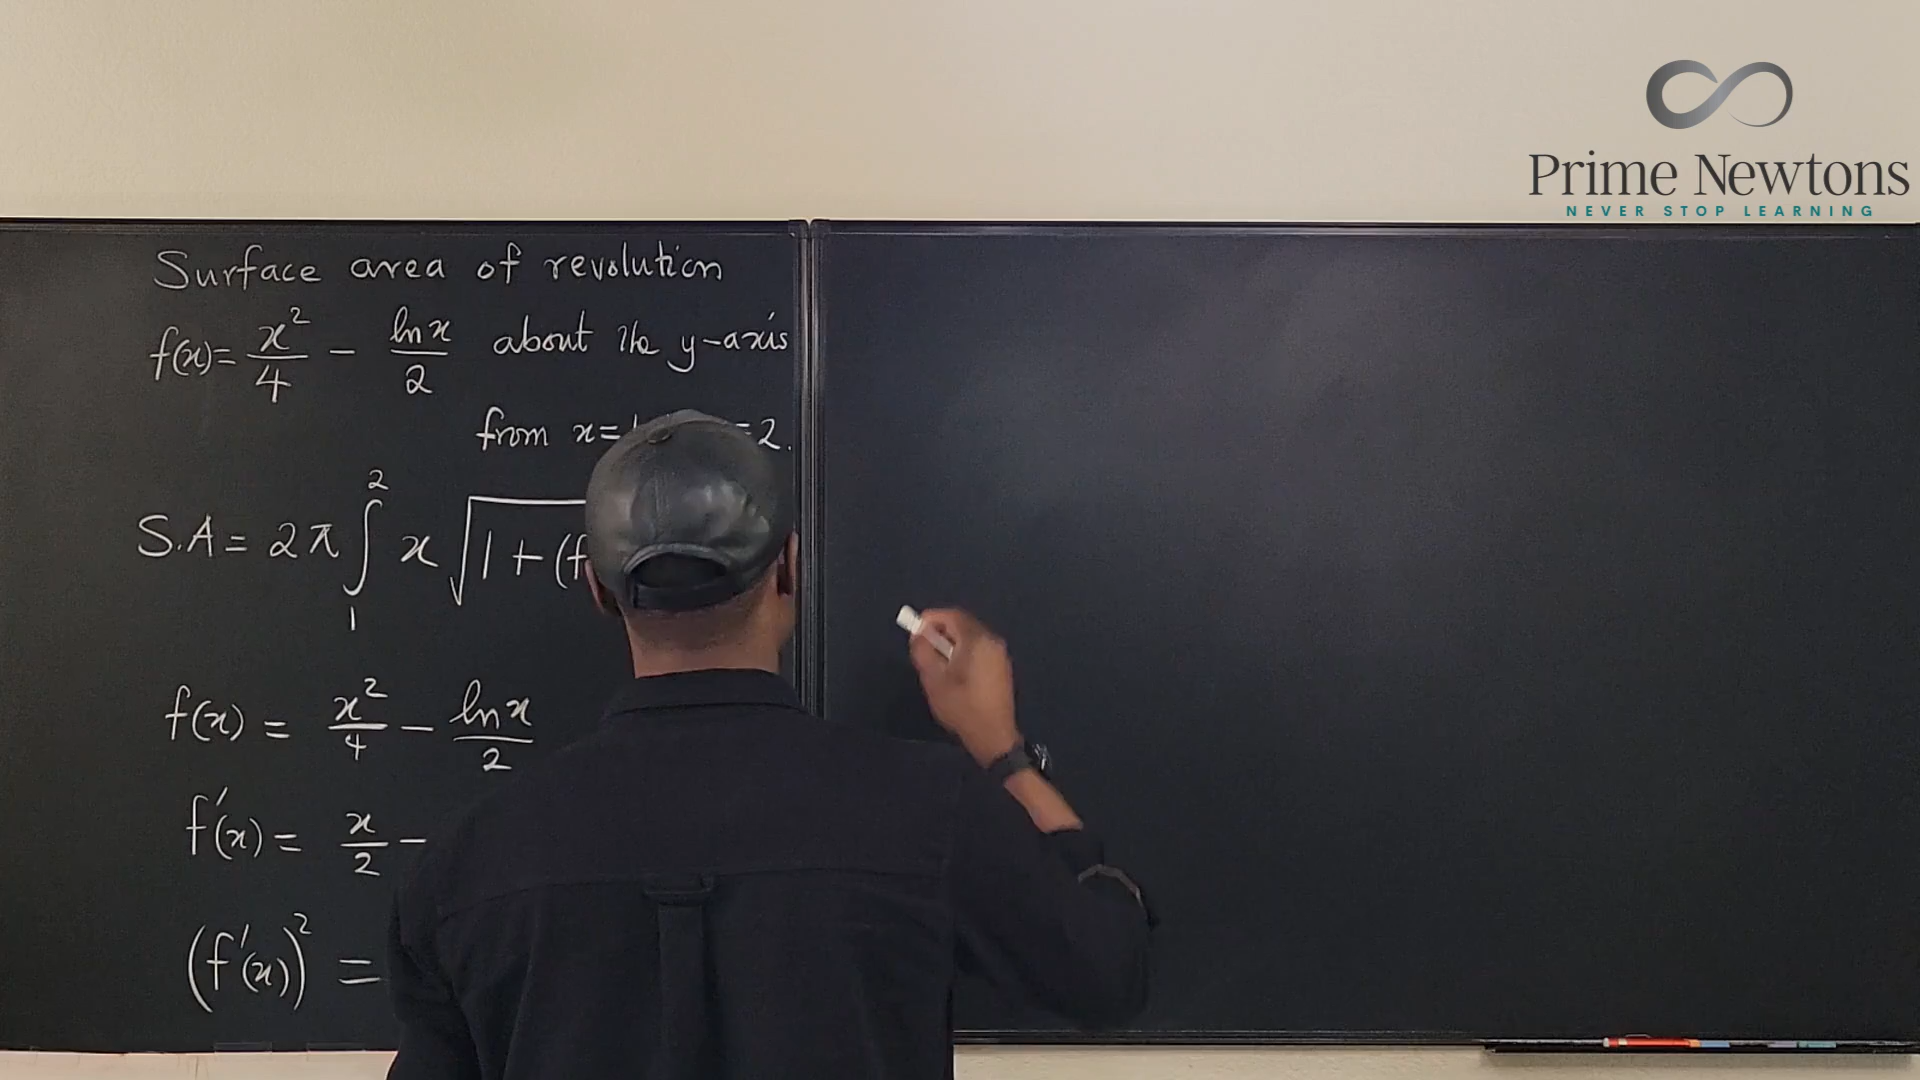 Prime Newtons
NEVER STOP LEARNING
Surface area of revolution
f(x) = x²/4 - ln x/2 about the y-axis
from x = 1 = 2.
S.A = 2π ∫₁² x √1 + (f
f(x) = x²/4 - ln x/2
f'(x) = x/2 -
(f'(x))² =